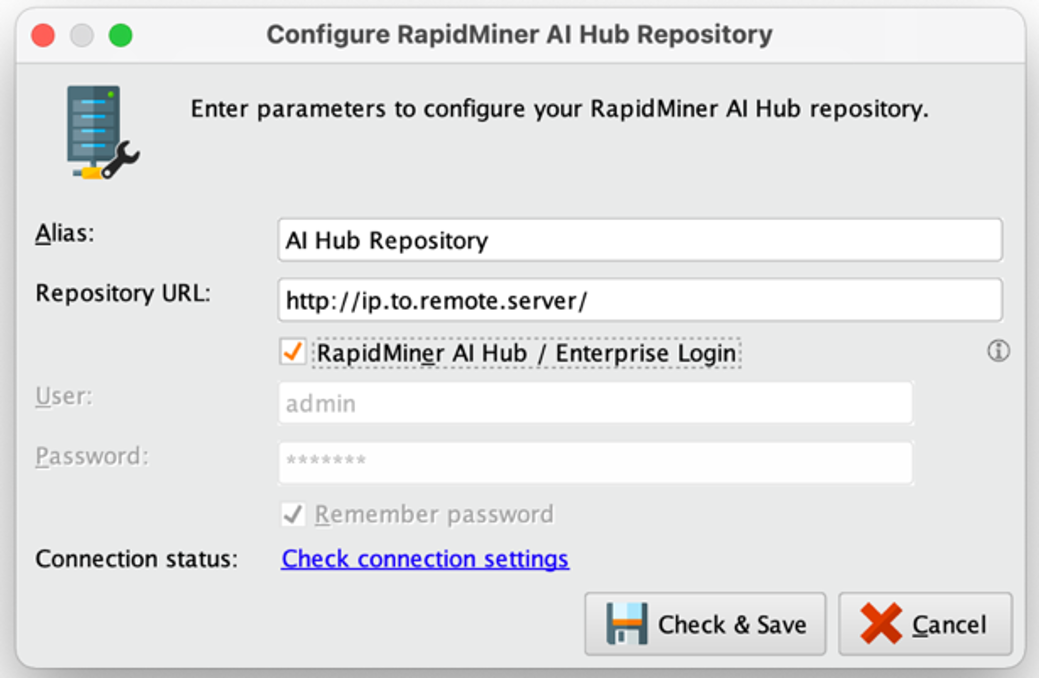 Configure RapidMiner AI Hub Repository
Enter parameters to configure your RapidMiner AI Hub repository.
Alias: AI Hub Repository
Repository URL: http://ip.to.remote.server/
RapidMiner AI Hub / Enterprise Login
User: admin
Password: *******
Remember password
Connection status: Check connection settings
Check & Save Cancel